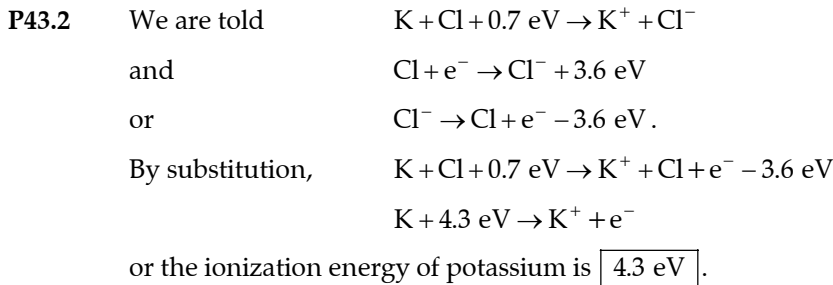 P43.2 We are told K + Cl + 0.7 eV → K⁺ + Cl⁻
and Cl + e⁻ → Cl⁻ + 3.6 eV
or Cl⁻ → Cl + e⁻ − 3.6 eV.
By substitution, K + Cl + 0.7 eV → K⁺ + Cl + e⁻ − 3.6 eV
K + 4.3 eV → K⁺ + e⁻
or the ionization energy of potassium is 4.3 eV.